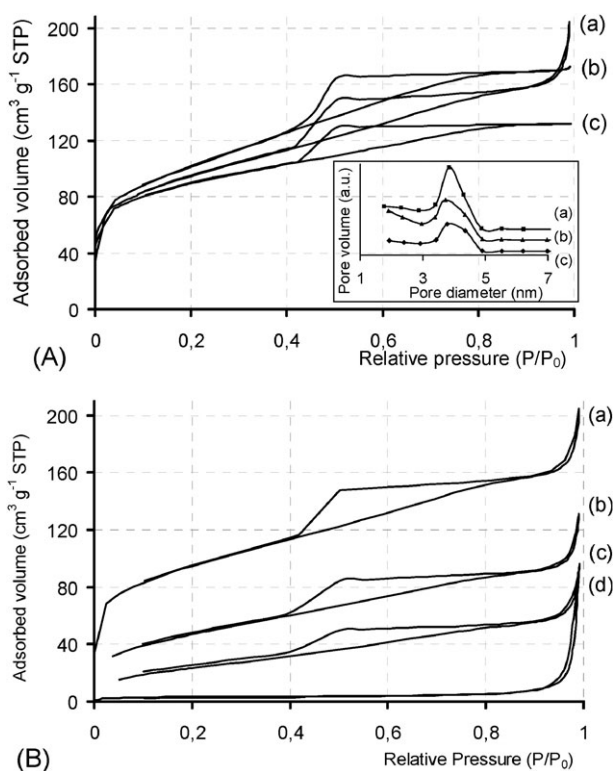 200
160
120
80
40
0
Adsorbed volume (cm³ g⁻¹ STP)
(a)
(b)
(c)
Pore volume (a.u.)
(a)
(b)
(c)
1 3 5 7
Pore diameter (nm)
0 0,2 0,4 0,6 0,8 1
Relative pressure (P/P₀)
(A)
200
160
120
80
40
0
Adsorbed volume (cm³ g⁻¹ STP)
(a)
(b)
(c)
(d)
0 0,2 0,4 0,6 0,8 1
Relative Pressure (P/P₀)
(B)